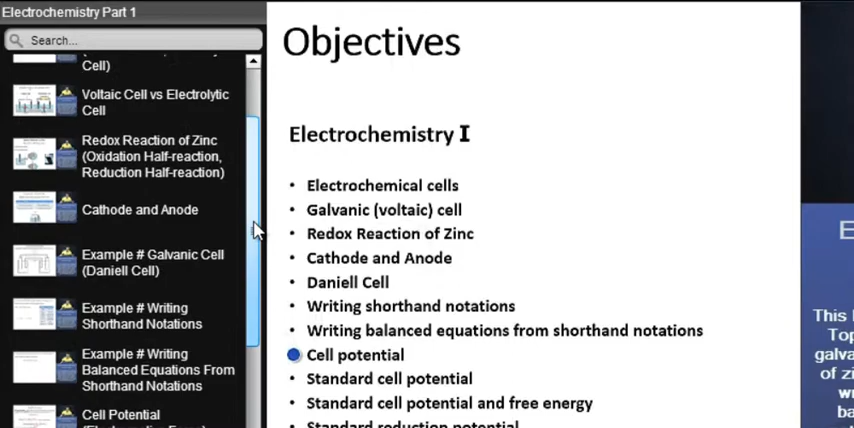 Electrochemistry Part 1
Search...
Cell)
Voltaic Cell vs Electrolytic
Cell
Redox Reaction of Zinc
(Oxidation Half-reaction,
Reduction Half-reaction)
Cathode and Anode
Example # Galvanic Cell
(Daniell Cell)
Example # Writing
Shorthand Notations
Example # Writing
Balanced Equations From
Shorthand Notations
Cell Potential
Objectives
Electrochemistry I
• Electrochemical cells
• Galvanic (voltaic) cell
• Redox Reaction of Zinc
• Cathode and Anode
• Daniell Cell
• Writing shorthand notations
• Writing balanced equations from shorthand notations
• Cell potential
• Standard cell potential
• Standard cell potential and free energy
• Standard reduction potential
E
This
Top
galva
of zi
w
ba